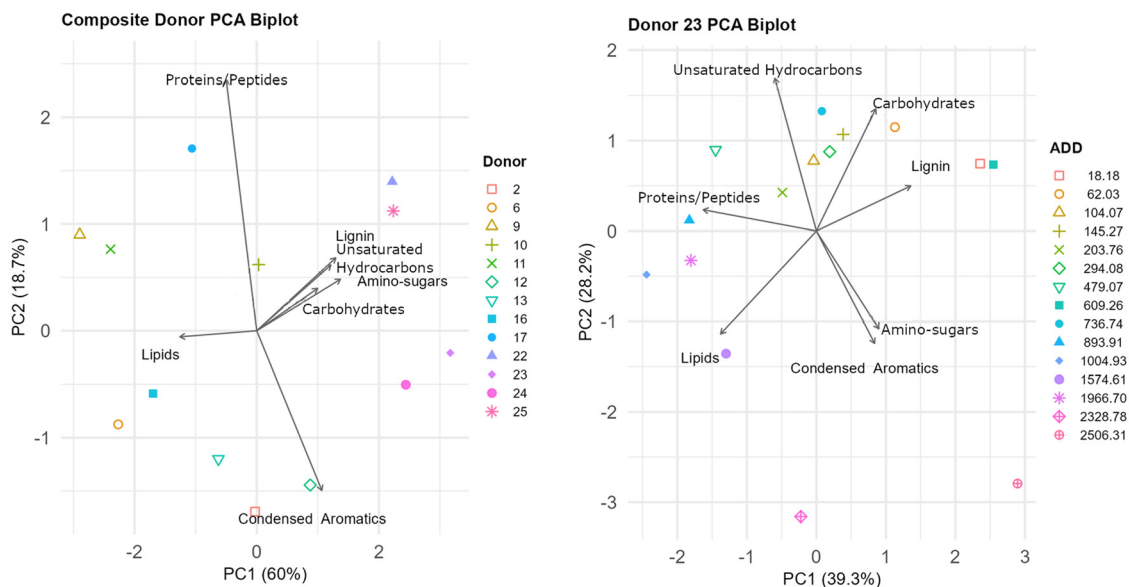 Composite Donor PCA Biplot
Proteins/Peptides
Lignin
Unsaturated
Hydrocarbons
Amino-sugars
Carbohydrates
Lipids
Condensed Aromatics
2
1
0
-1
PC2 (18.7%)
-2
0
2
PC1 (60%)
Donor
2
6
9
10
11
12
13
16
17
22
23
24
25
Donor 23 PCA Biplot
Unsaturated Hydrocarbons
Carbohydrates
Lignin
Proteins/Peptides
Amino-sugars
Lipids
Condensed Aromatics
2
1
0
-1
-2
-3
PC2 (28.2%)
-2
-1
0
1
2
3
PC1 (39.3%)
ADD
18.18
62.03
104.07
145.27
203.76
294.08
479.07
609.26
736.74
893.91
1004.93
1574.61
1966.70
2328.78
2506.31